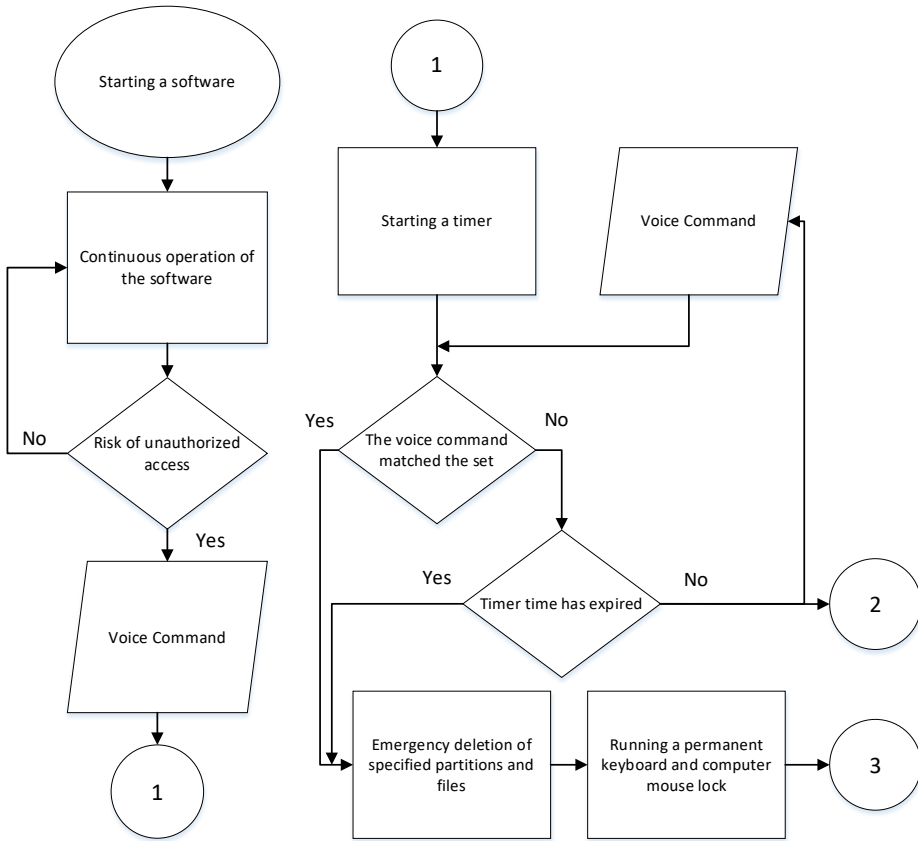 Starting a software
Continuous operation of
the software
No
Risk of unauthorized
access
Yes
Voice Command
1
1
Starting a timer
Voice Command
Yes
No
The voice command
matched the set
Yes
No
Timer time has expired
2
Emergency deletion of
specified partitions and
files
Running a permanent
keyboard and computer
mouse lock
3